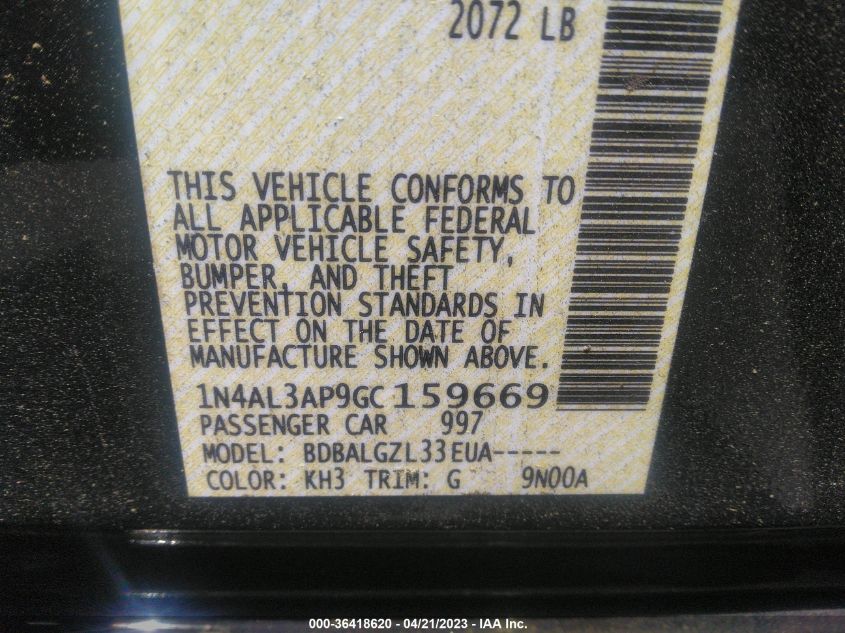 2072 LB
THIS VEHICLE CONFORMS TO
ALL APPLICABLE FEDERAL
MOTOR VEHICLE SAFETY,
BUMPER, AND THEFT
PREVENTION STANDARDS IN
EFFECT ON THE DATE OF
MANUFACTURE SHOWN ABOVE.
1N4AL3AP9GC159669
PASSENGER CAR 997
MODEL: BDBALGZL33EUA-----
COLOR: KH3 TRIM: G 9N00A
000-36418620 - 04/21/2023 - IAA Inc.